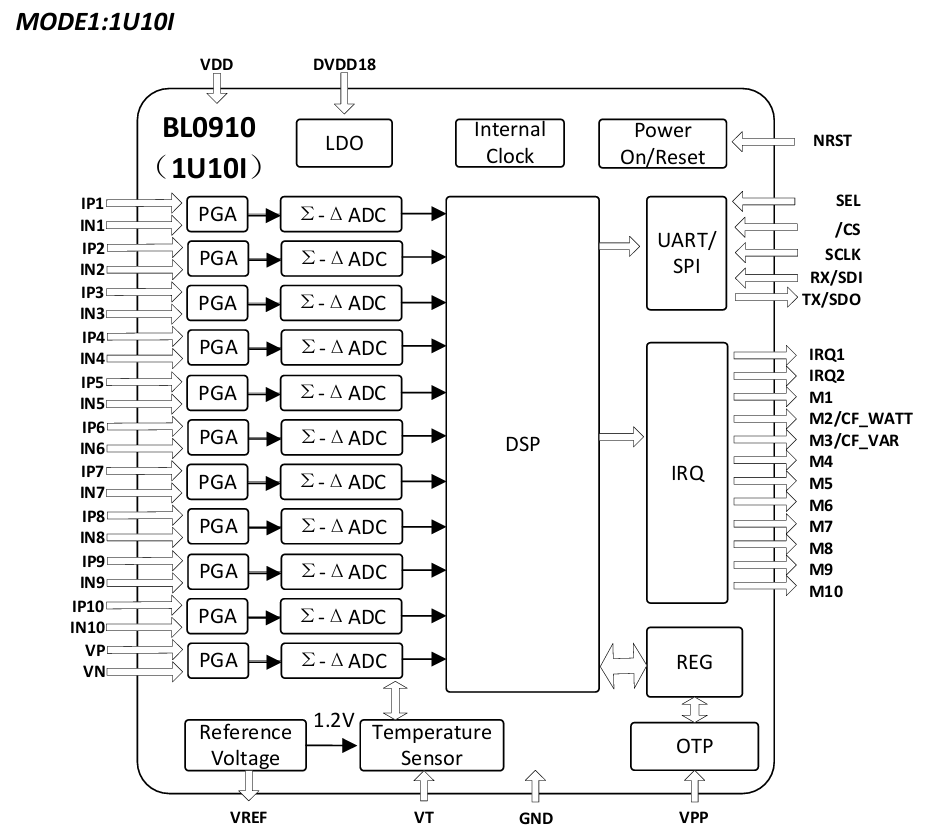 MODE1:1U10I
VDD
DVDD18
BL0910
（1U10I）
LDO
Internal
Clock
Power
On/Reset
NRST
IP1
IN1
PGA
Σ-Δ ADC
IP2
IN2
PGA
Σ-Δ ADC
IP3
IN3
PGA
Σ-Δ ADC
IP4
IN4
PGA
Σ-Δ ADC
IP5
IN5
PGA
Σ-Δ ADC
IP6
IN6
PGA
Σ-Δ ADC
IP7
IN7
PGA
Σ-Δ ADC
IP8
IN8
PGA
Σ-Δ ADC
IP9
IN9
PGA
Σ-Δ ADC
IP10
IN10
PGA
Σ-Δ ADC
VP
VN
PGA
Σ-Δ ADC
DSP
UART/
SPI
SEL
/CS
SCLK
RX/SDI
TX/SDO
IRQ
IRQ1
IRQ2
M1
M2/CF_WATT
M3/CF_VAR
M4
M5
M6
M7
M8
M9
M10
REG
OTP
Reference
Voltage
1.2V
Temperature
Sensor
VREF
VT
GND
VPP